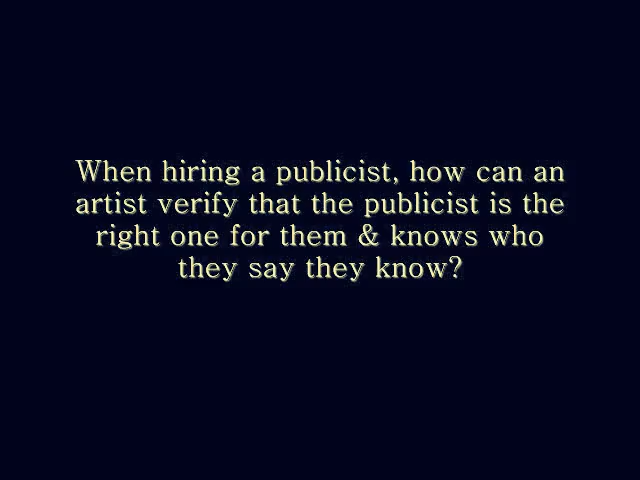 When hiring a publicist, how can an
artist verify that the publicist is the
right one for them & knows who
they say they know?